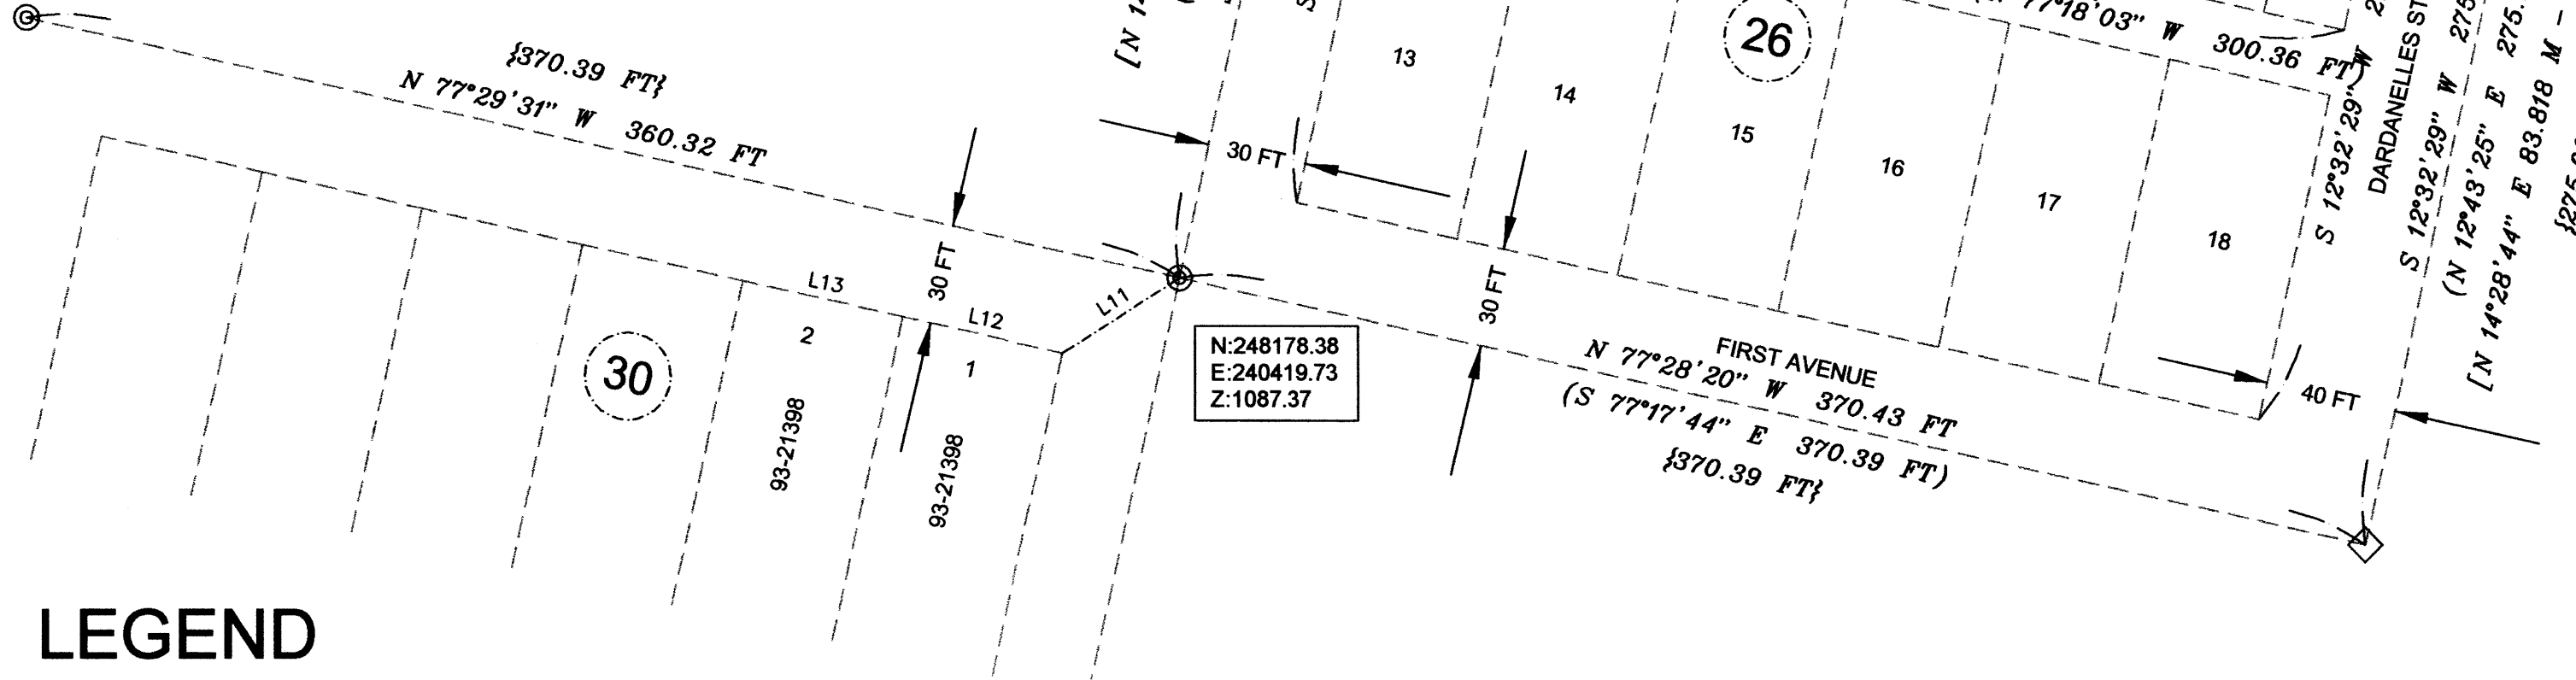 {370.39 FT}
N 77°29'31" W 360.32 FT
[N 14
30 FT
13
14
15
16
17
18
26
77°18'03" W 300.36 FT)
S 12°32'29" W
DARDANELLES ST
S 12°32'29" W 275
(N 12°43'25" E 275.
[N 14°28'44" E 83.818 M -
{275
40 FT
30 FT
30 FT
L13
L12
L11
2
1
30
93-21398
93-21398
N:248178.38
E:240419.73
Z:1087.37
FIRST AVENUE
N 77°28'20" W 370.43 FT
(S 77°17'44" E 370.39 FT)
{370.39 FT}
LEGEND